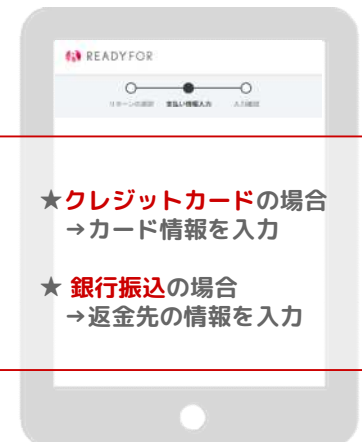 READYFOR
リターンの選択 支払い情報入力 入力確認
★クレジットカードの場合
→カード情報を入力
★ 銀行振込の場合
→返金先の情報を入力